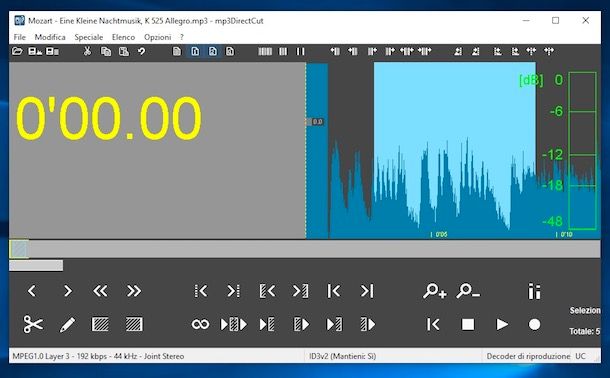 Mozart - Eine Kleine Nachtmusik, K 525 Allegro.mp3 - mp3DirectCut
File Modifica Speciale Elenco Opzioni ?
0'00.00
0.0
[dB] 0
-6
-12
-18
-48
0'05 0'10
Selezion
Totale: 5
MPEG1.0 Layer 3 - 192 kbps - 44 kHz - Joint Stereo ID3v2 (Mantieni: Sì) Decoder di riproduzione UC